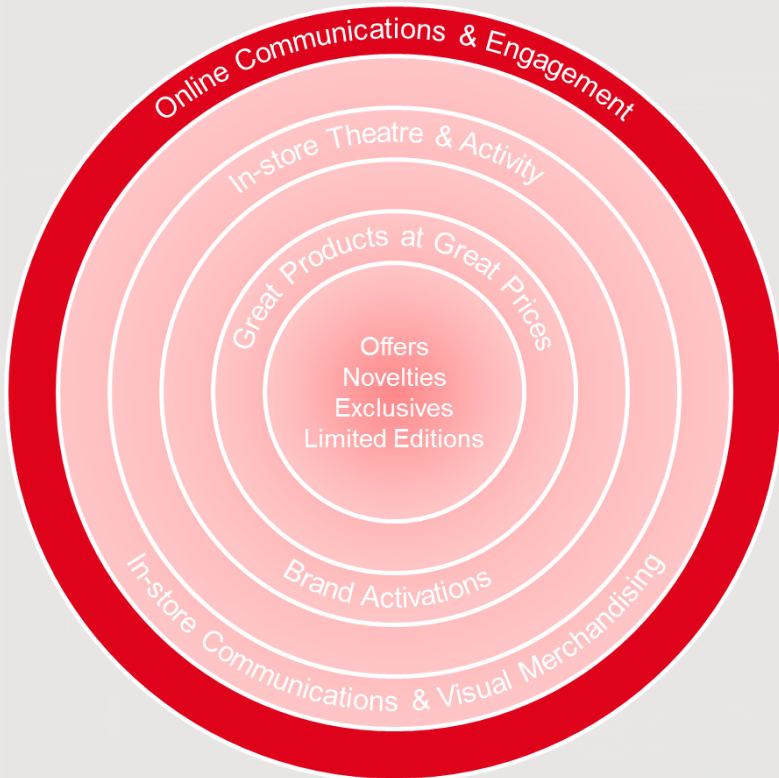 Online Communications & Engagement
In-store Theatre & Activity
Great Products at Great Prices
Offers
Novelties
Exclusives
Limited Editions
Brand Activations
In-store Communications & Visual Merchandising